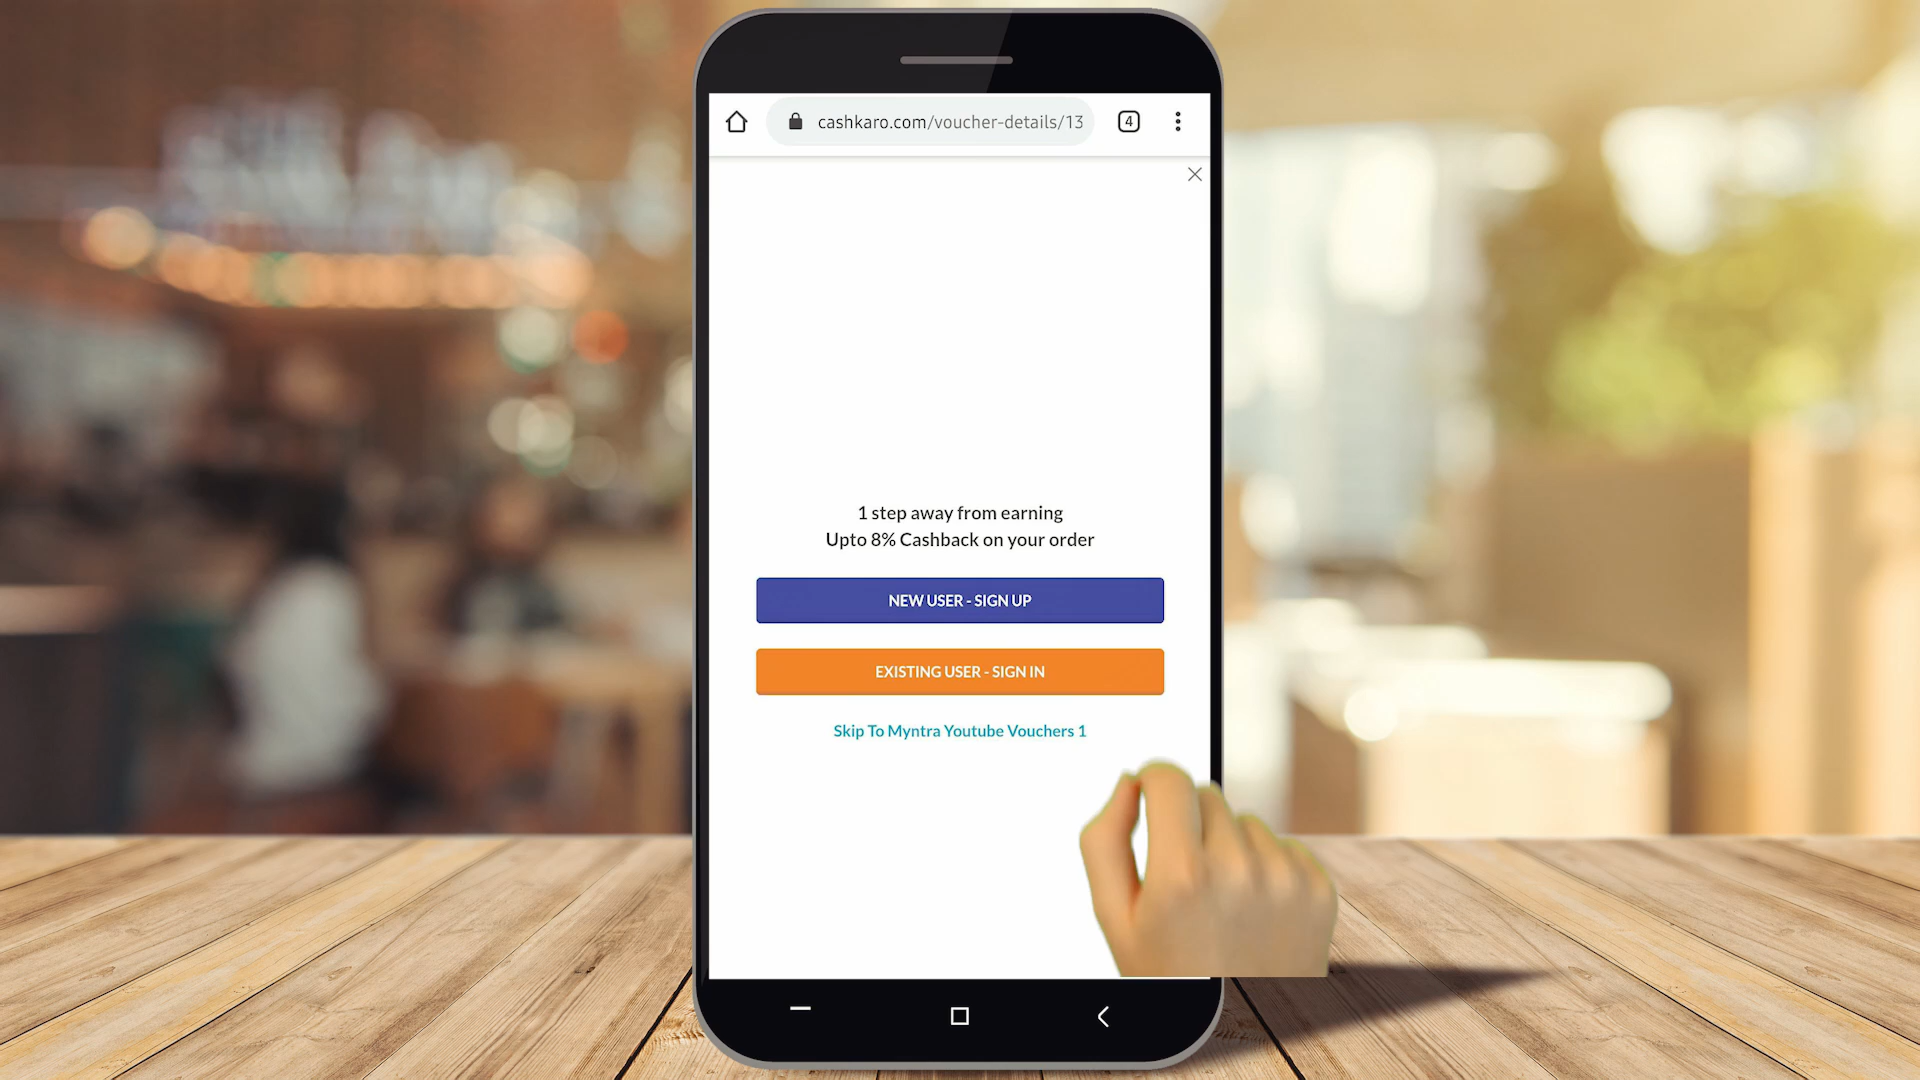 cashkaro.com/voucher-details/13
4
1 step away from earning
Upto 8% Cashback on your order
NEW USER - SIGN UP
EXISTING USER - SIGN IN
Skip To Myntra Youtube Vouchers 1